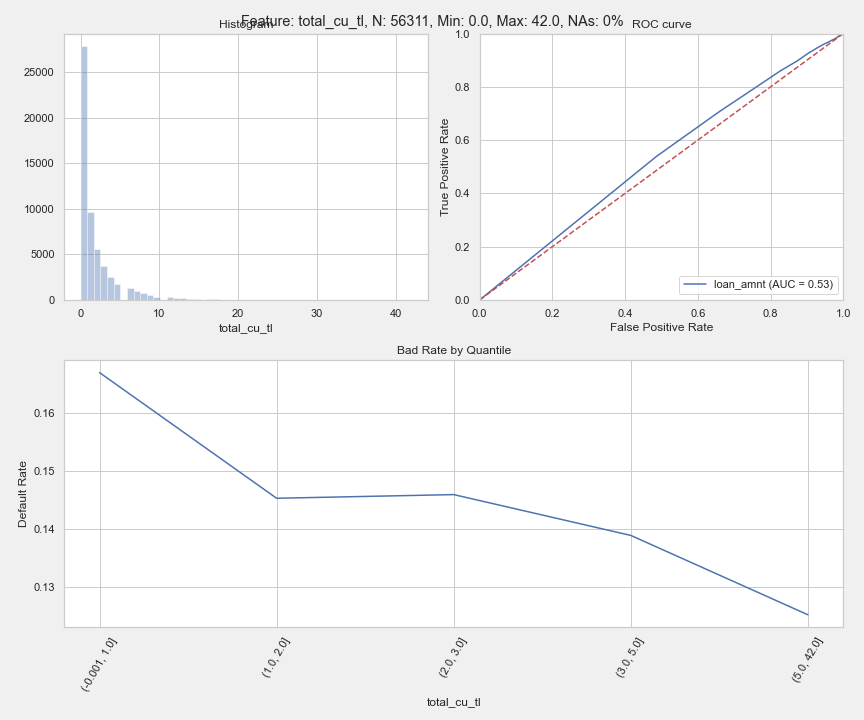 Feature: total_cu_tl, N: 56311, Min: 0.0, Max: 42.0, NAs: 0%
Histogram
25000
20000
15000
10000
5000
0
0 10 20 30 40
total_cu_tl
ROC curve
True Positive Rate
1.0
0.8
0.6
0.4
0.2
0.0
loan_amnt (AUC = 0.53)
0.0 0.2 0.4 0.6 0.8 1.0
False Positive Rate
Bad Rate by Quantile
Default Rate
0.16
0.15
0.14
0.13
(-0.001, 1.0] (1.0, 2.0] (2.0, 3.0] (3.0, 5.0] (5.0, 42.0]
total_cu_tl